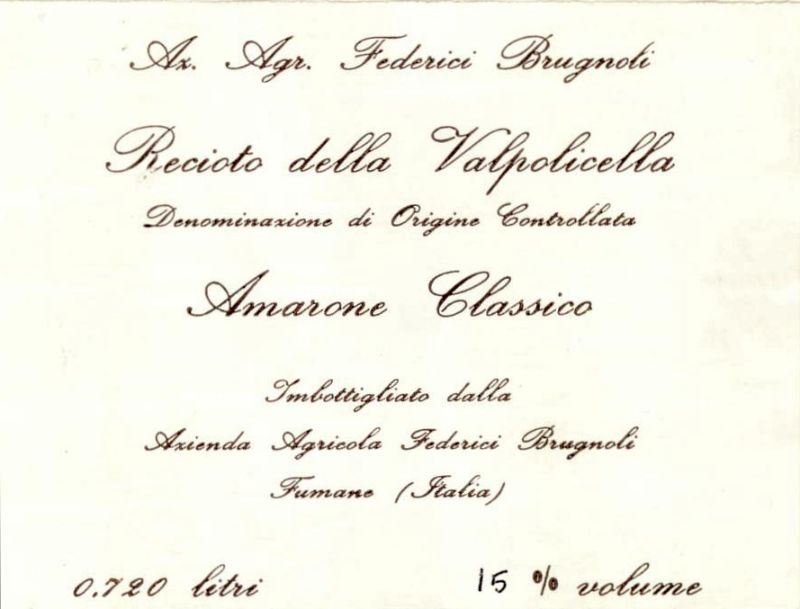 Az. Agr. Federici Brugnoli
Recioto della Valpolicella
Denominazione di Origine Controllata
Amarone Classico
Imbottigliato dalla
Azienda Agricola Federici Brugnoli
Fumane (Italia)
0.720 litri 15 % volume